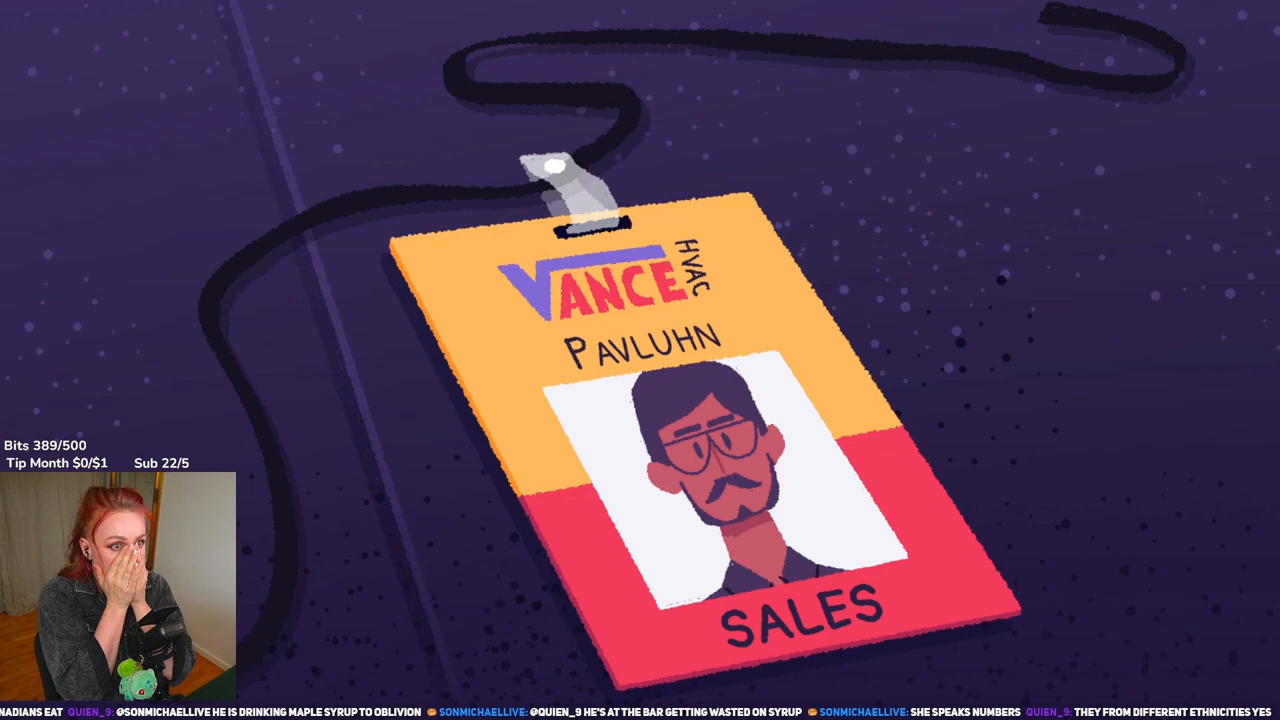 VANCE
HVAC
PAVLUHN
SALES
Bits 389/500
Tip Month $0/$1 Sub 22/5
NADIANS EAT QUIEN_9: @SONMICHAELLIVE HE IS DRINKING MAPLE SYRUP TO OBLIVION SONMICHAELLIVE: @QUIEN_9 HE'S AT THE BAR GETTING WASTED ON SYRUP SONMICHAELLIVE: SHE SPEAKS NUMBERS QUIEN_9: THEY FROM DIFFERENT ETHNICITIES YES